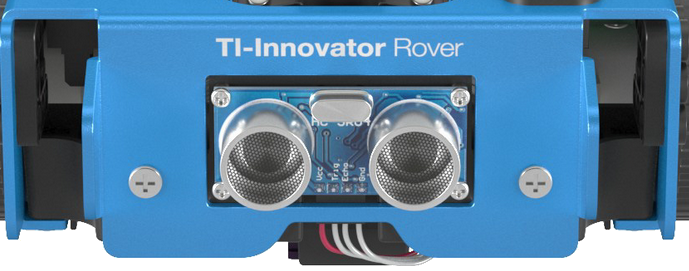 TI-Innovator Rover
HC-SR04
Vcc
Trig
Echo
Gnd